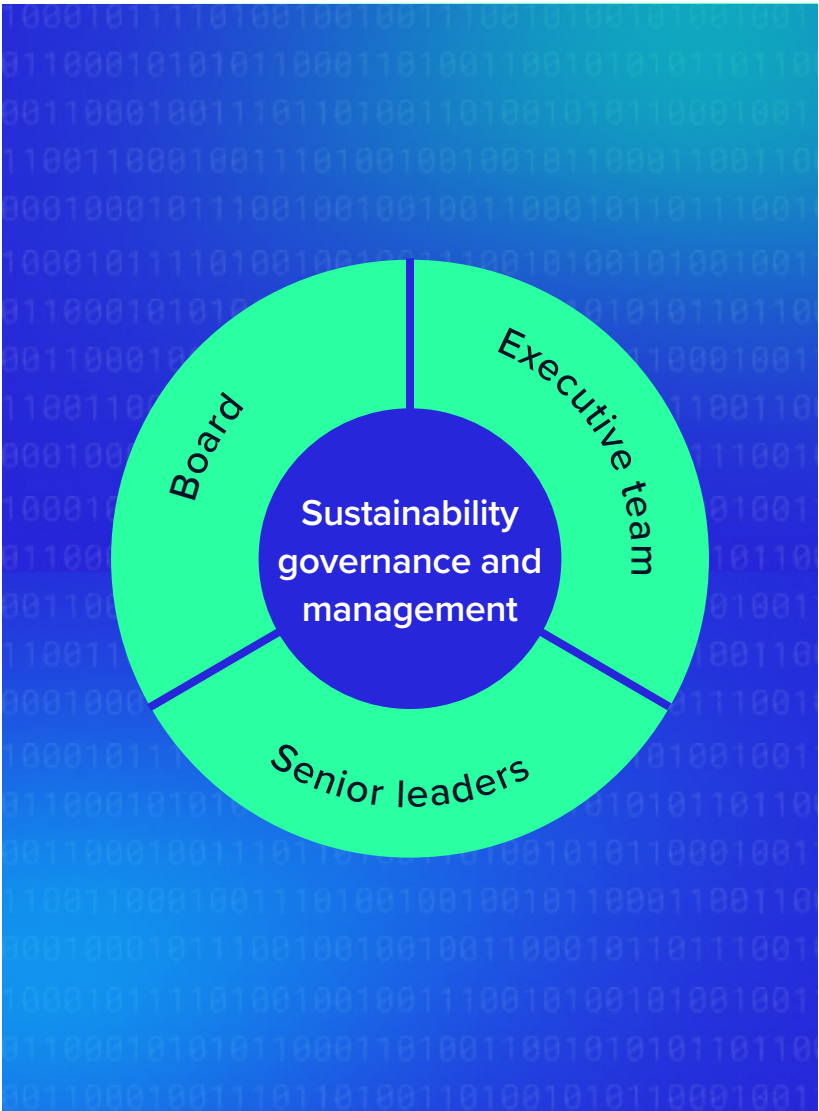 Board
Executive team
Sustainability
governance and
management
Senior leaders